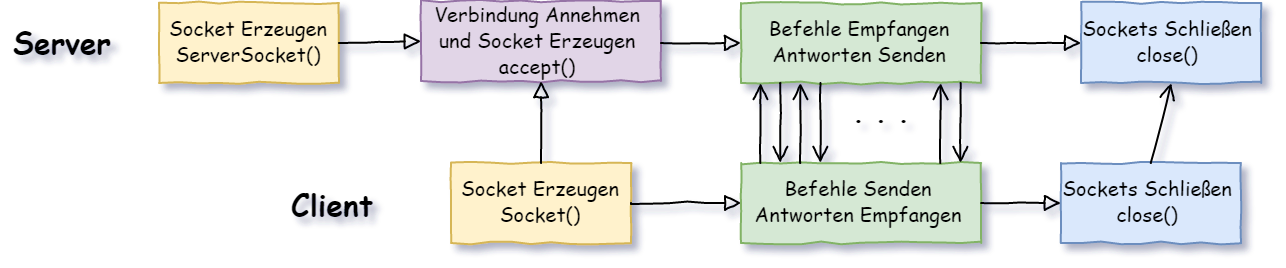 Server
Socket Erzeugen
ServerSocket()
Verbindung Annehmen
und Socket Erzeugen
accept()
Befehle Empfangen
Antworten Senden
Sockets Schließen
close()
. . .
Client
Socket Erzeugen
Socket()
Befehle Senden
Antworten Empfangen
Sockets Schließen
close()